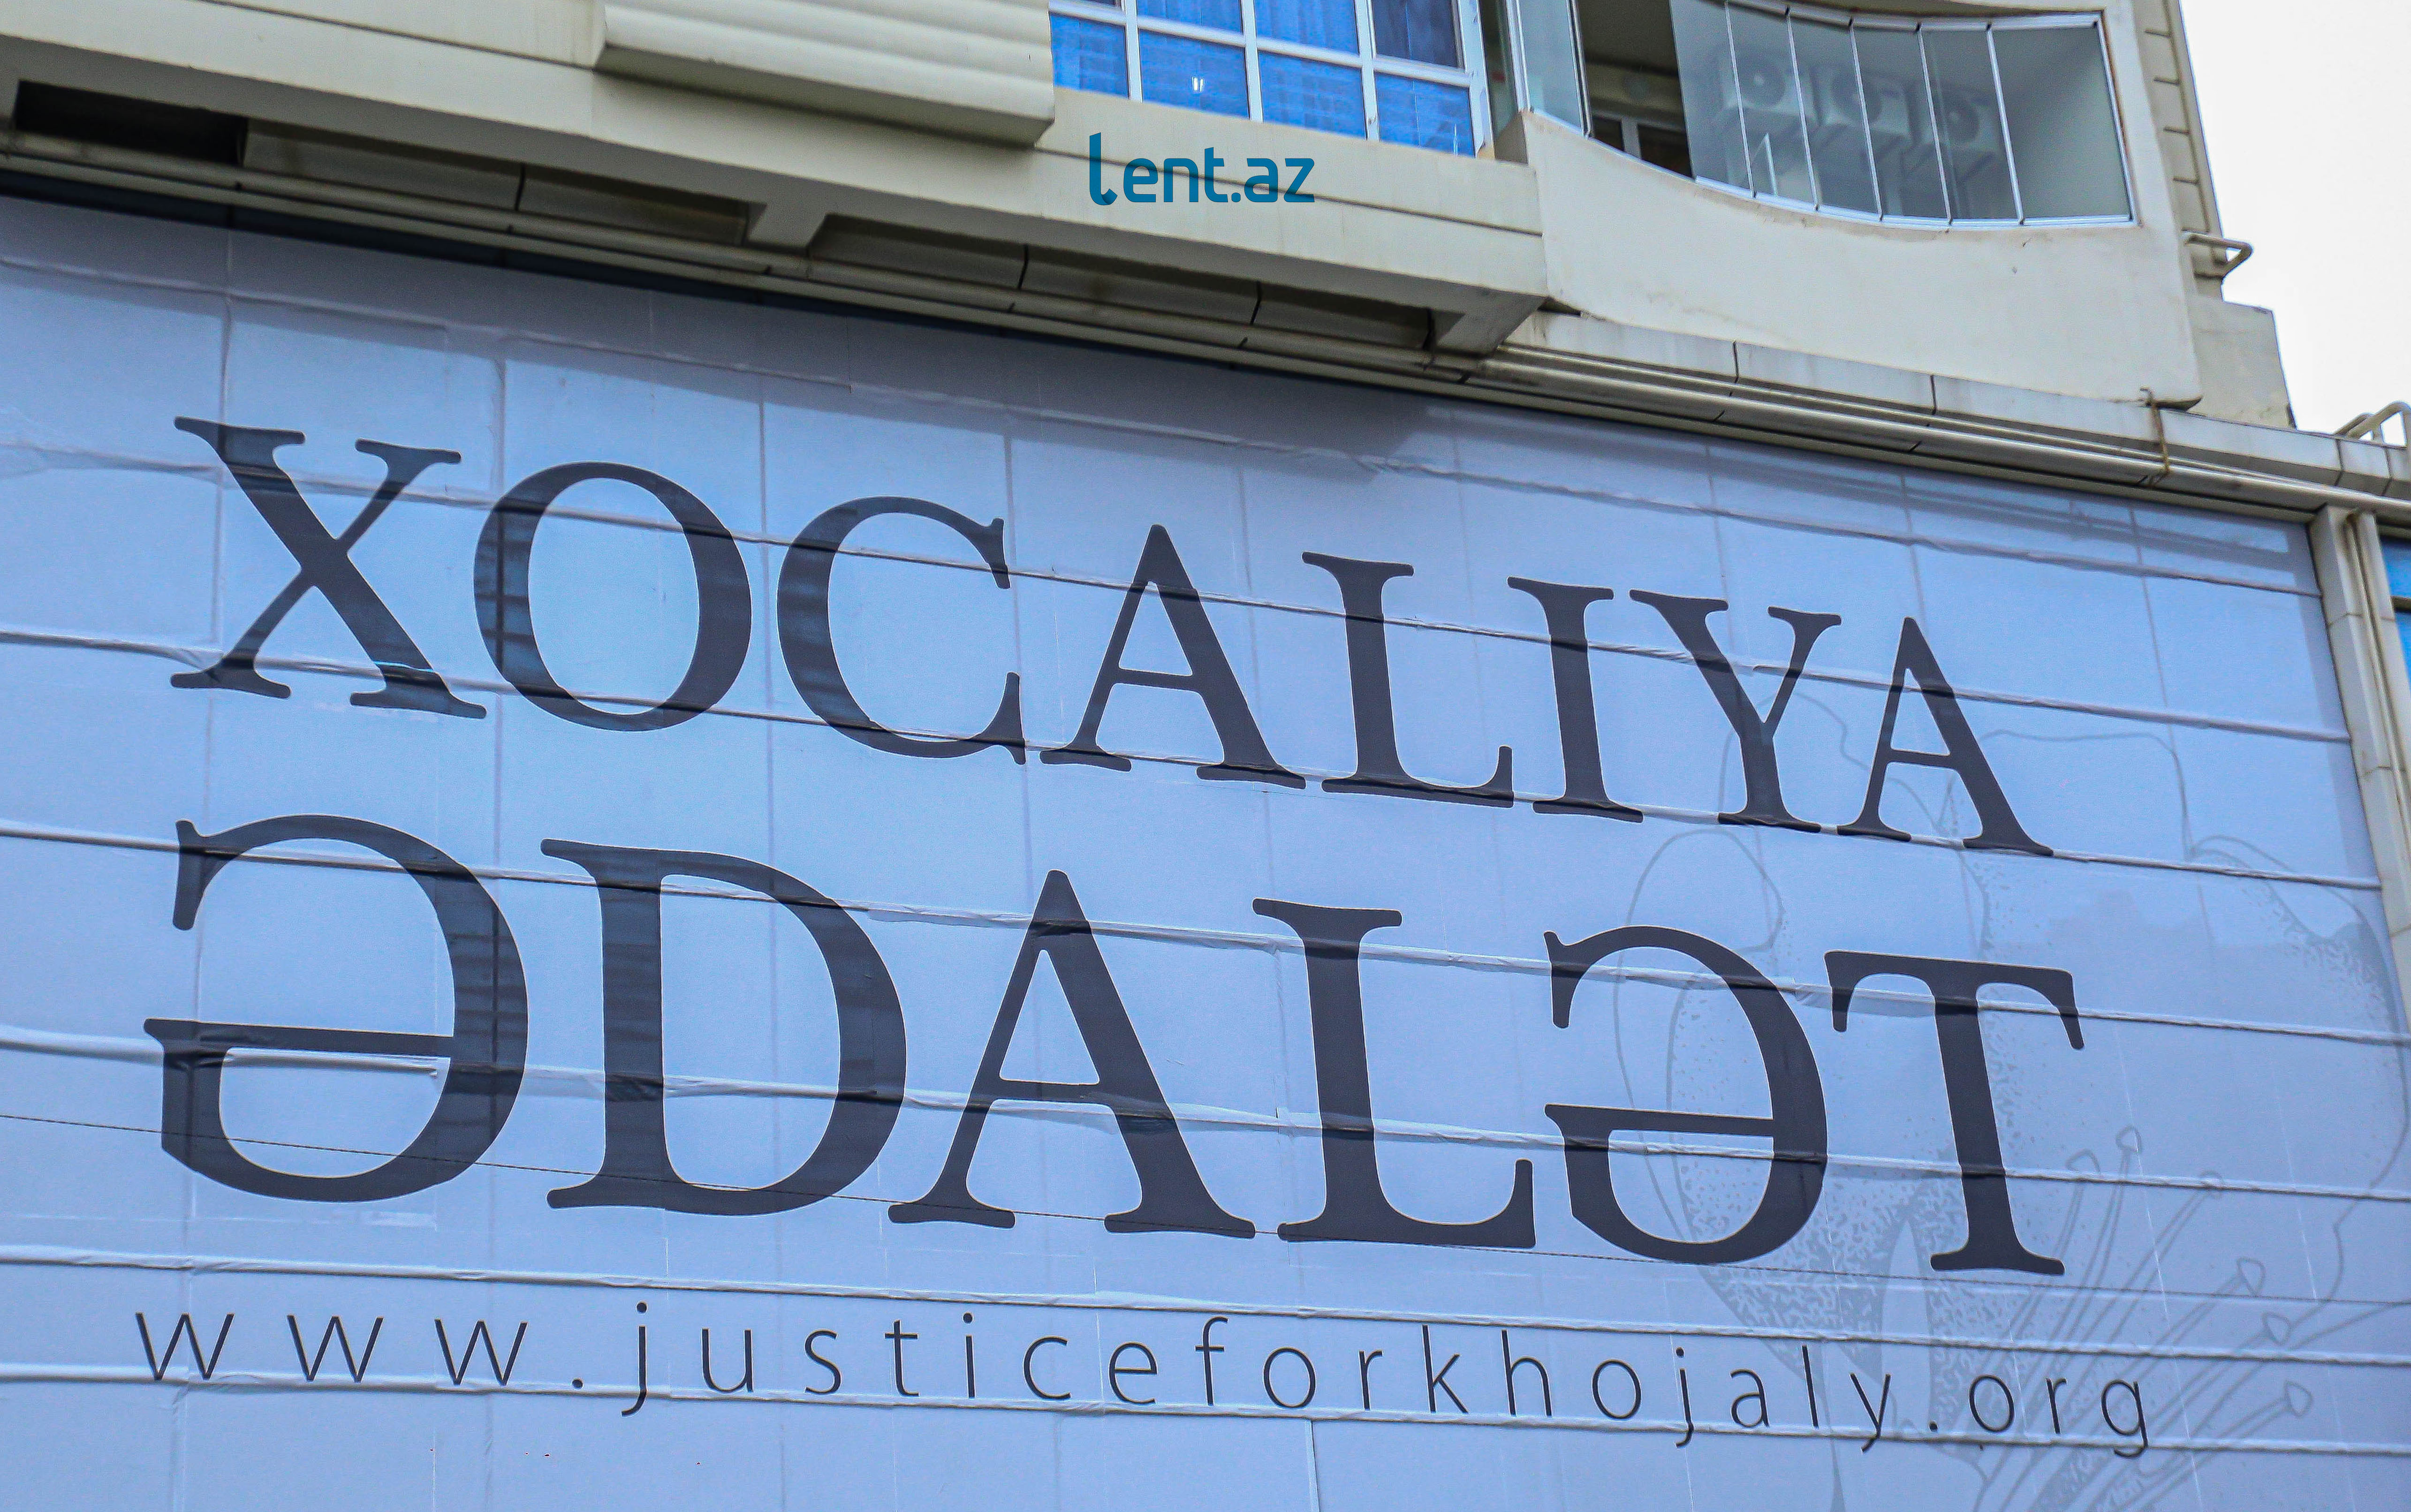 lent.az
XOCALIYA
ƏDALƏT
www.justiceforkhojaly.org